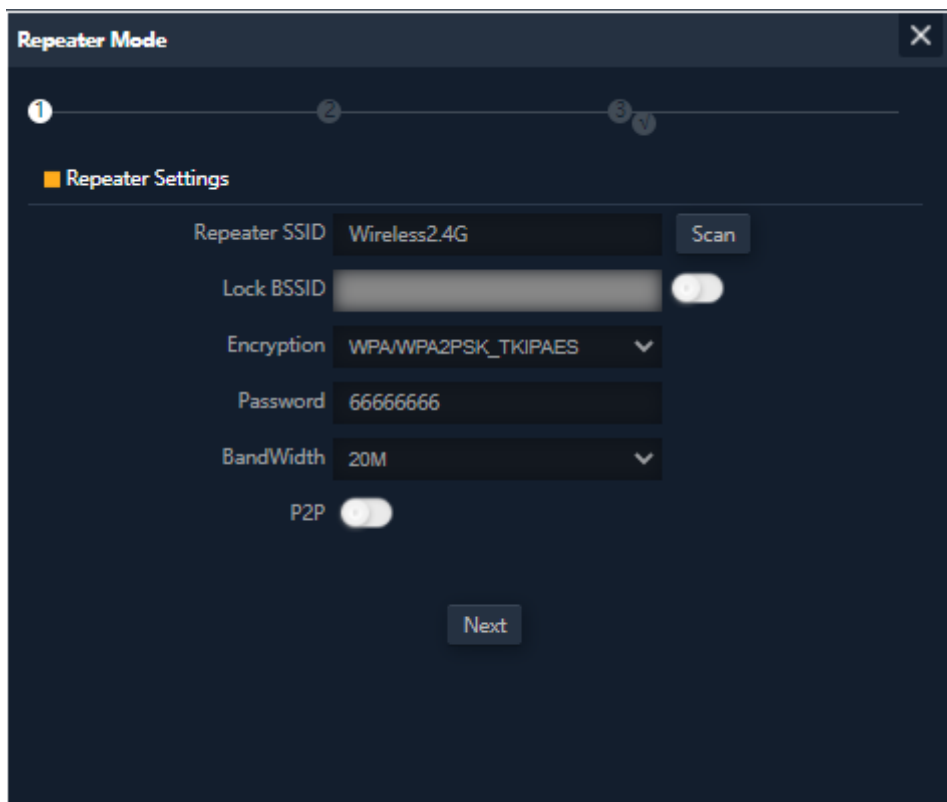 Repeater Mode
1 2 3 √
Repeater Settings
Repeater SSID Wireless2.4G Scan
Lock BSSID
Encryption WPA/WPA2PSK_TKIPAES
Password 66666666
BandWidth 20M
P2P
Next